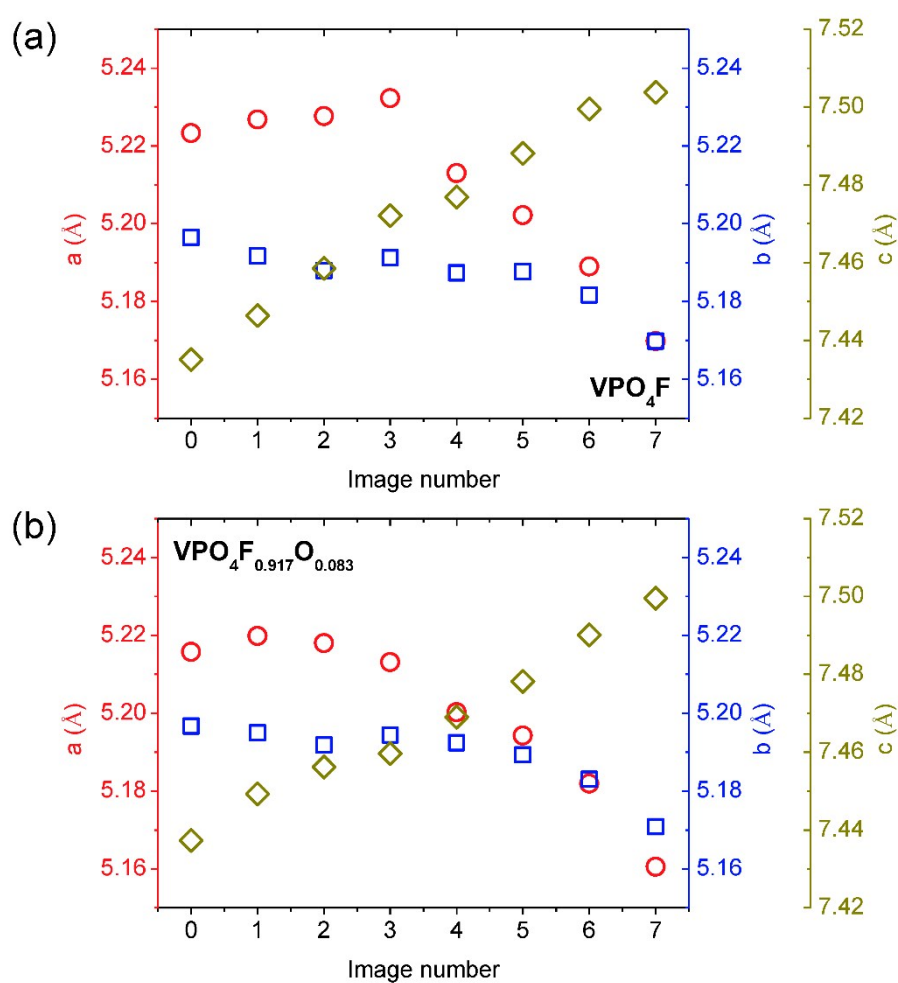 (a)
a (Å)
5.24
5.22
5.20
5.18
5.16
5.24
5.22
5.20
5.18
5.16
b (Å)
7.52
7.50
7.48
7.46
7.44
7.42
c (Å)
VPO₄F
0 1 2 3 4 5 6 7
Image number
(b)
VPO₄F₀.₉₁₇O₀.₀₈₃
a (Å)
5.24
5.22
5.20
5.18
5.16
5.24
5.22
5.20
5.18
5.16
b (Å)
7.52
7.50
7.48
7.46
7.44
7.42
c (Å)
0 1 2 3 4 5 6 7
Image number